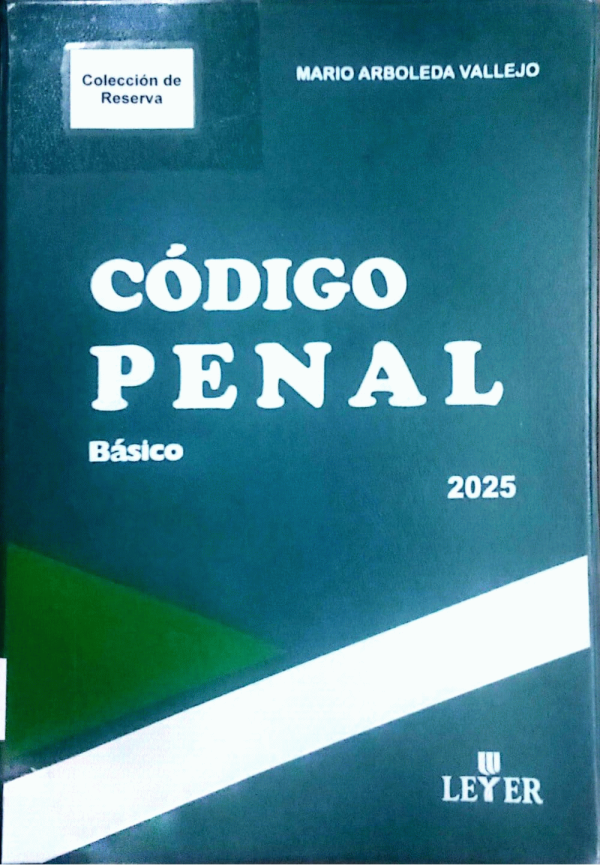 Colección de
Reserva
MARIO ARBOLEDA VALLEJO
CÓDIGO
PENAL
Básico
2025
LEYER